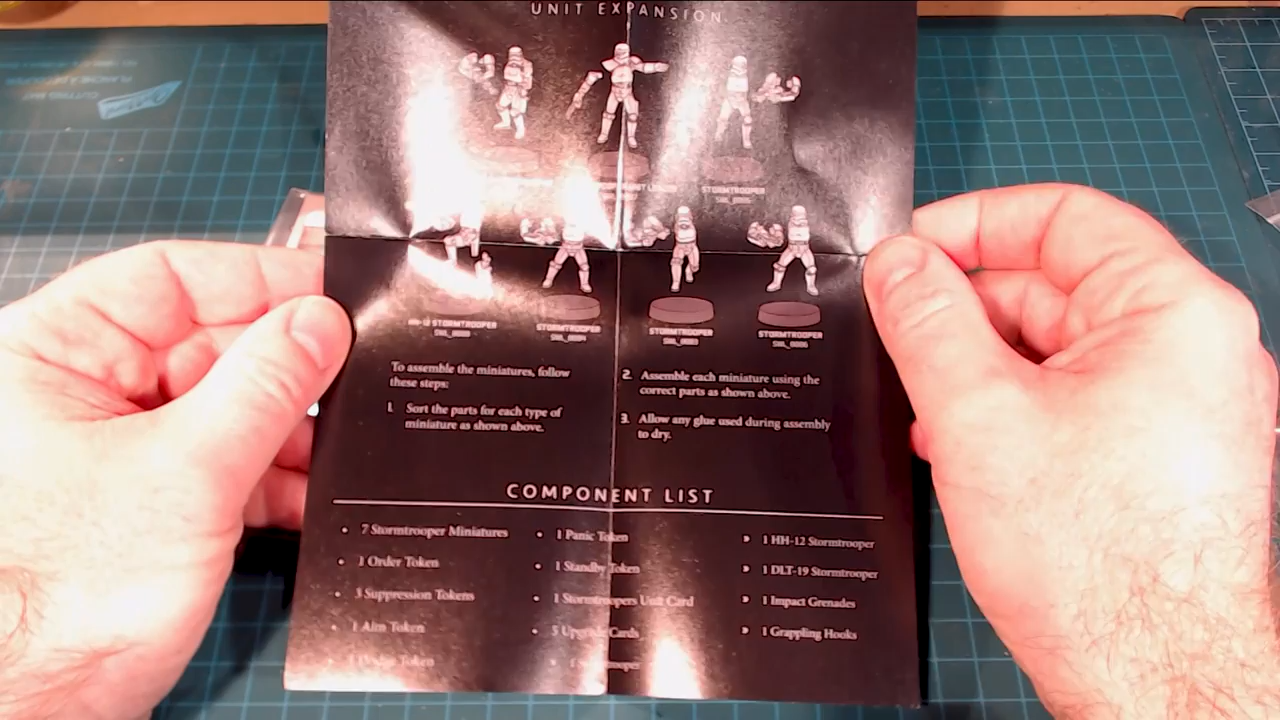 UNIT EXPANSION
STORMTROOPER
HH-12 STORMTROOPER
STORMTROOPER
STORMTROOPER
STORMTROOPER
To assemble the miniatures, follow
these steps:
1. Sort the parts for each type of
miniature as shown above.
2. Assemble each miniature using the
correct parts as shown above.
3. Allow any glue used during assembly
to dry.
COMPONENT LIST
• 7 Stormtrooper Miniatures
• 1 Order Token
• 3 Suppression Tokens
• 1 Aim Token
Token
• 1 Panic Token
• 1 Standby Token
• 1 Stormtroopers Unit Card
• 5 Upgrade Cards
• 1 HH-12 Stormtrooper
• 1 DLT-19 Stormtrooper
• 1 Impact Grenades
• 1 Grappling Hooks
CUTTING MAT